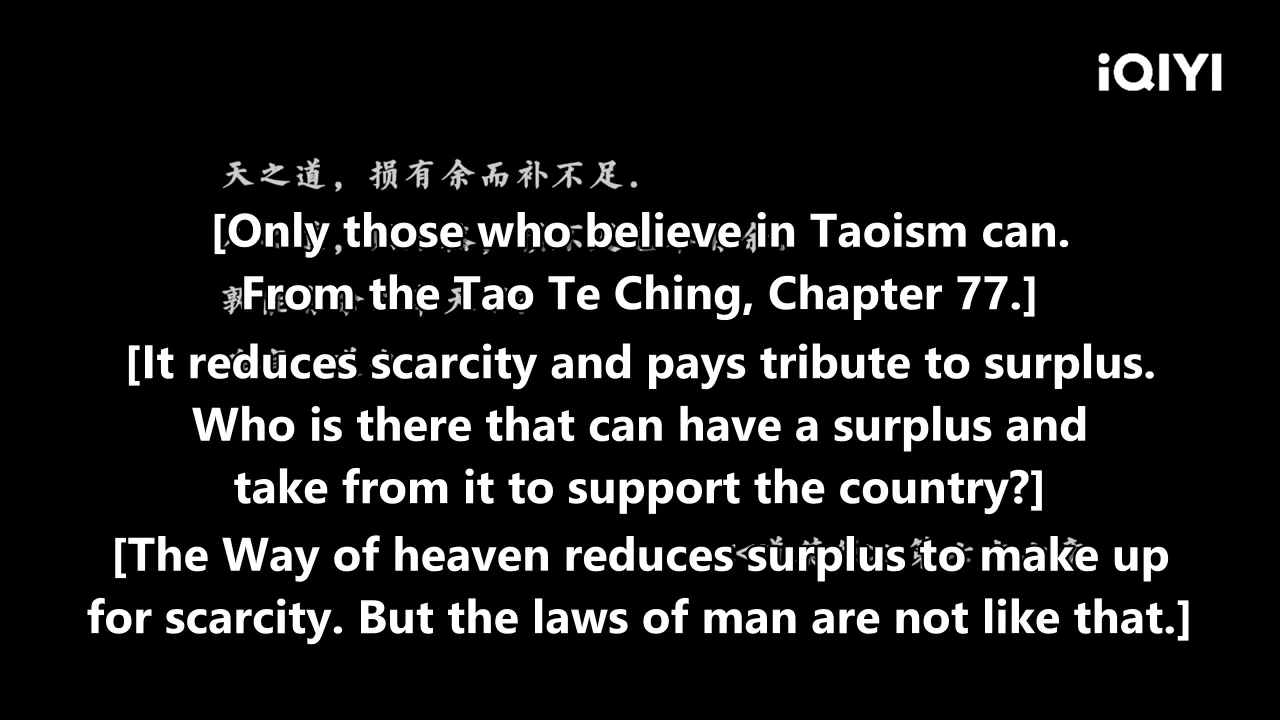 iQIYI
天之道，损有余而补不足.
[Only those who believe in Taoism can.
From the Tao Te Ching, Chapter 77.]
[It reduces scarcity and pays tribute to surplus.
Who is there that can have a surplus and
take from it to support the country?]
[The Way of heaven reduces surplus to make up
for scarcity. But the laws of man are not like that.]